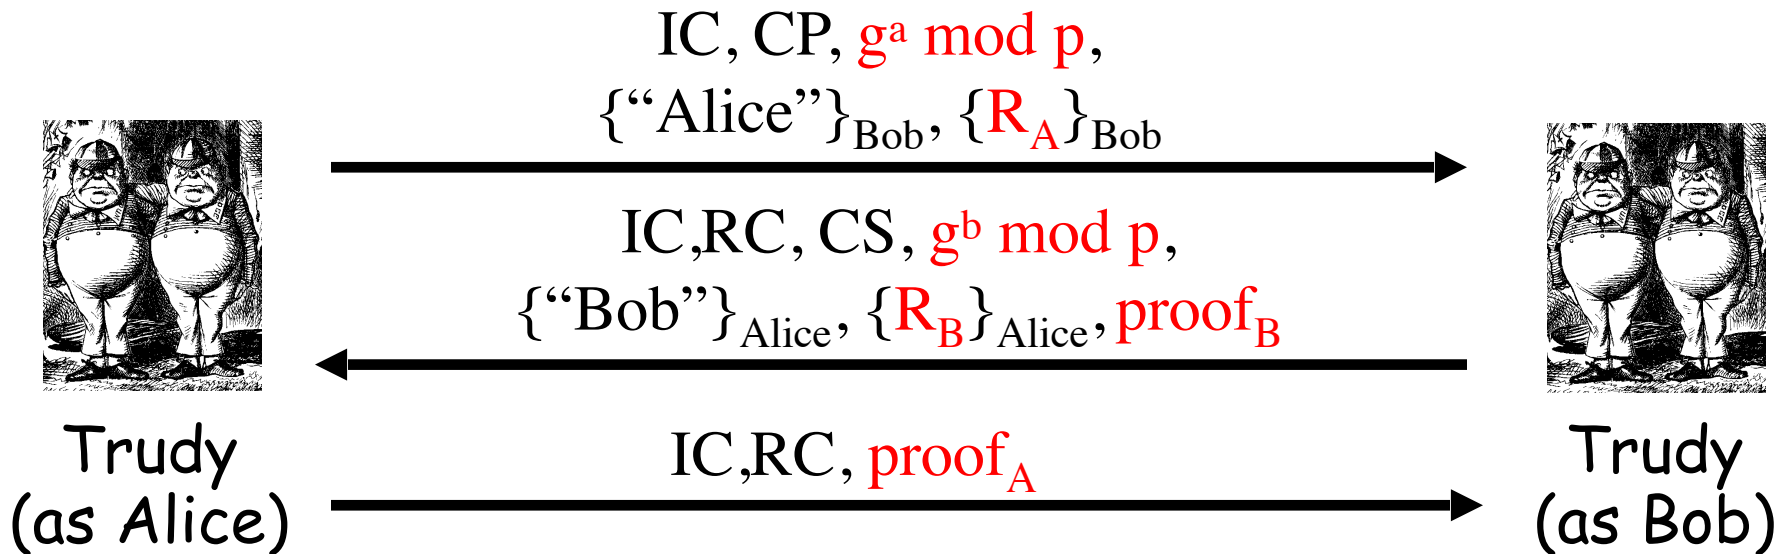 IC, CP, gᵃ mod p,
{“Alice”}Bob, {RA}Bob
IC,RC, CS, gᵇ mod p,
{“Bob”}Alice, {RB}Alice, proofB
IC,RC, proofA
Trudy
(as Alice)
Trudy
(as Bob)